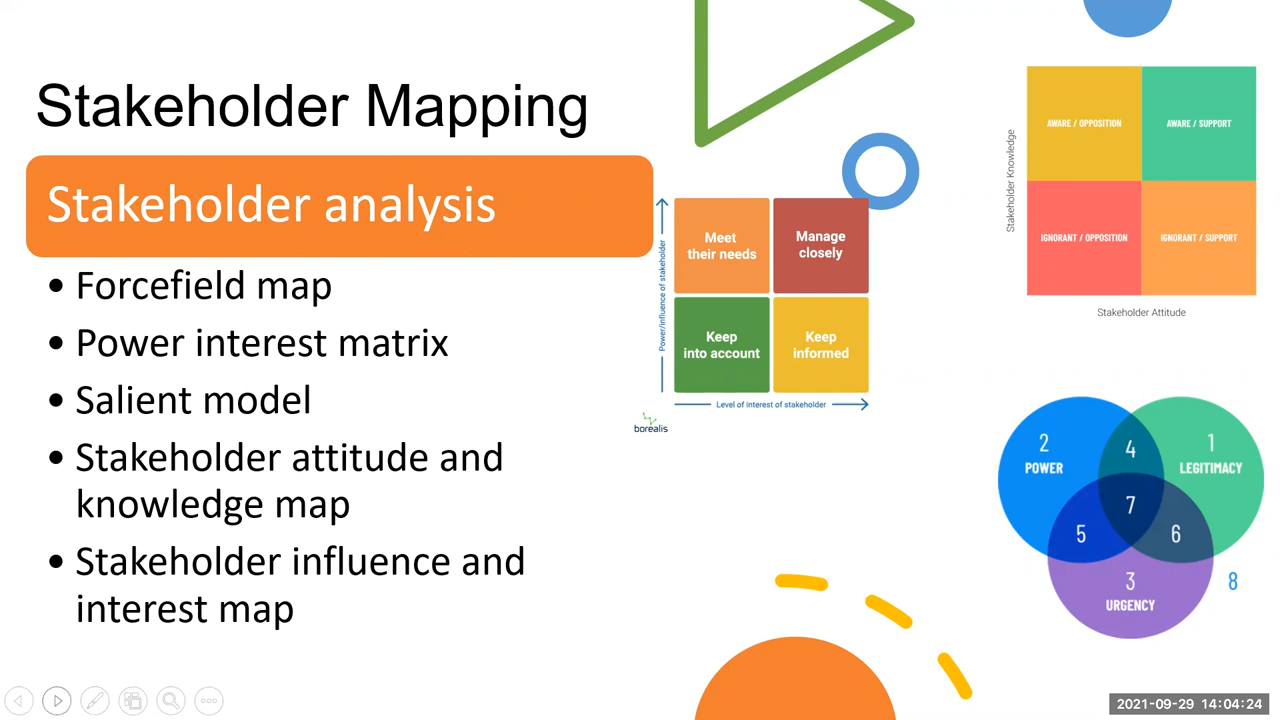 Stakeholder Mapping
Stakeholder analysis
• Forcefield map
• Power interest matrix
• Salient model
• Stakeholder attitude and
knowledge map
• Stakeholder influence and
interest map
Power/influence of stakeholder
Meet
their needs
Manage
closely
Keep
into account
Keep
informed
Level of interest of stakeholder
borealis
Stakeholder Knowledge
AWARE / OPPOSITION
AWARE / SUPPORT
IGNORANT / OPPOSITION
IGNORANT / SUPPORT
Stakeholder Attitude
2
POWER
4
1
LEGITIMACY
7
5
6
3
URGENCY
8
2021-09-29 14:04:24